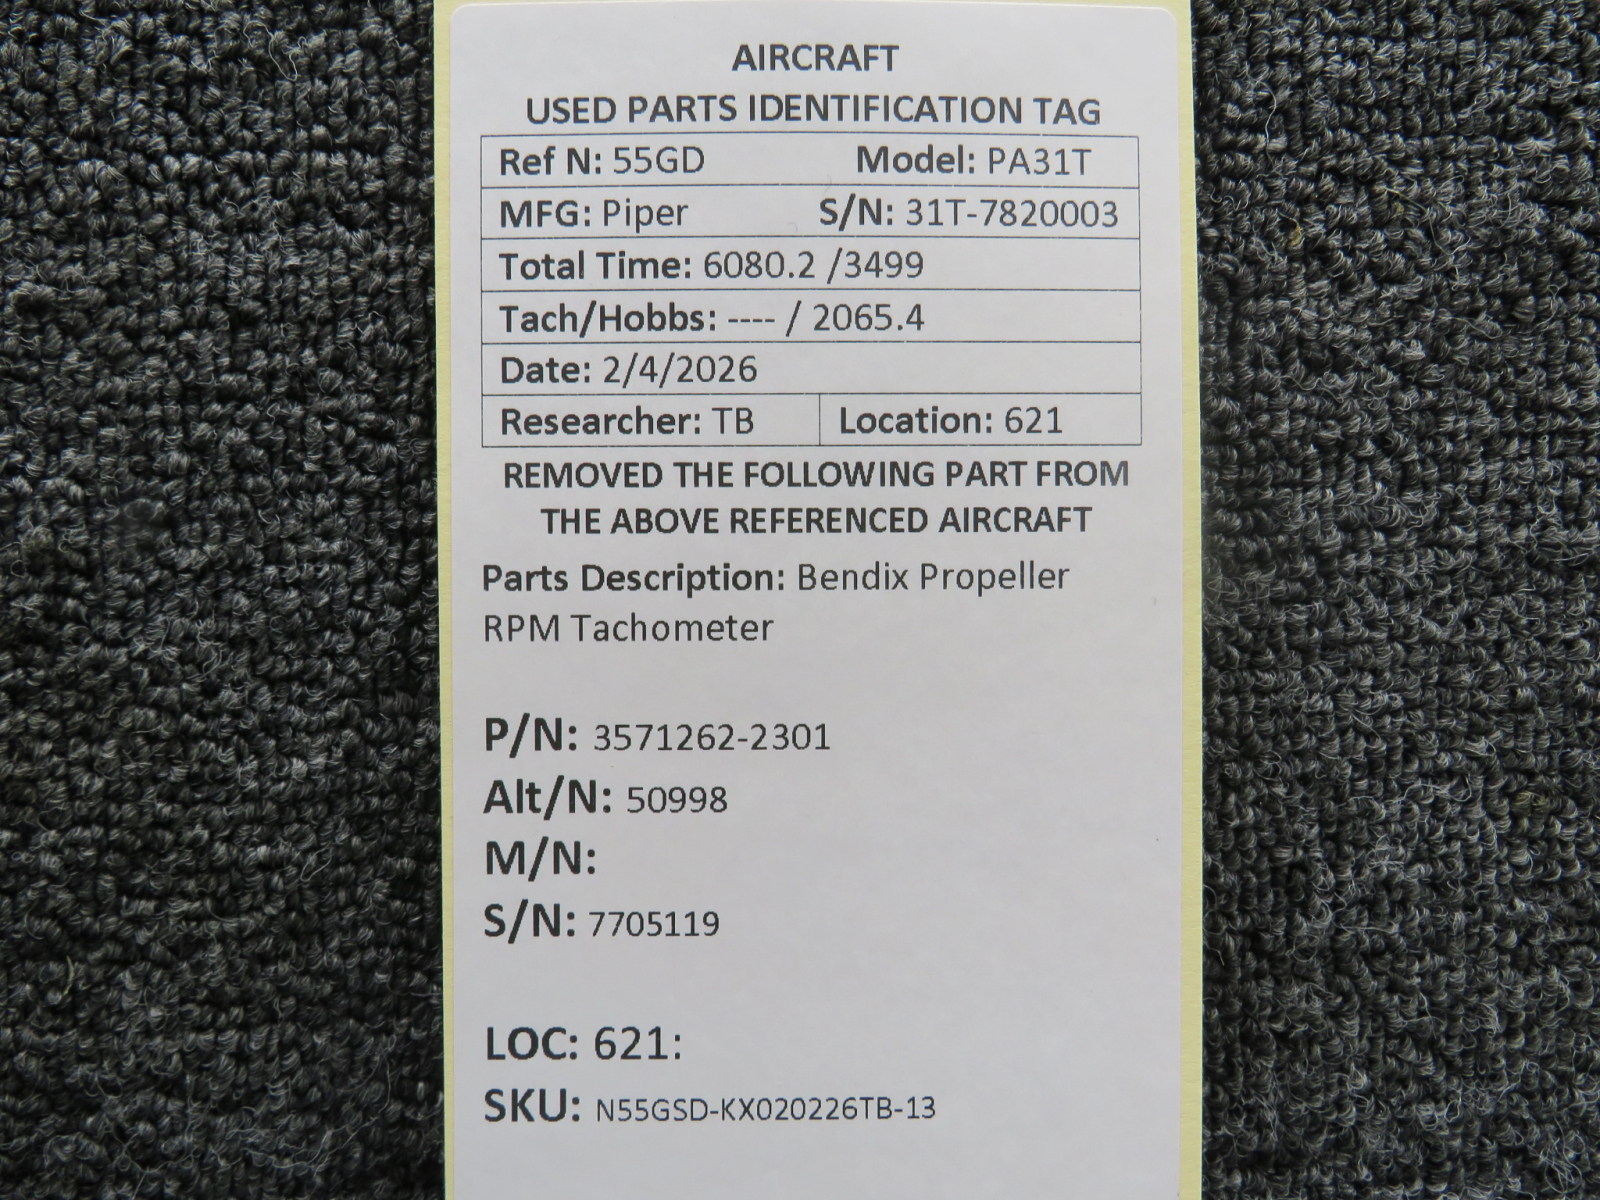 AIRCRAFT
USED PARTS IDENTIFICATION TAG
Ref N: 55GD Model: PA31T
MFG: Piper S/N: 31T-7820003
Total Time: 6080.2 /3499
Tach/Hobbs: ---- / 2065.4
Date: 2/4/2026
Researcher: TB Location: 621
REMOVED THE FOLLOWING PART FROM
THE ABOVE REFERENCED AIRCRAFT
Parts Description: Bendix Propeller
RPM Tachometer
P/N: 3571262-2301
Alt/N: 50998
M/N:
S/N: 7705119
LOC: 621:
SKU: N55GSD-KX020226TB-13